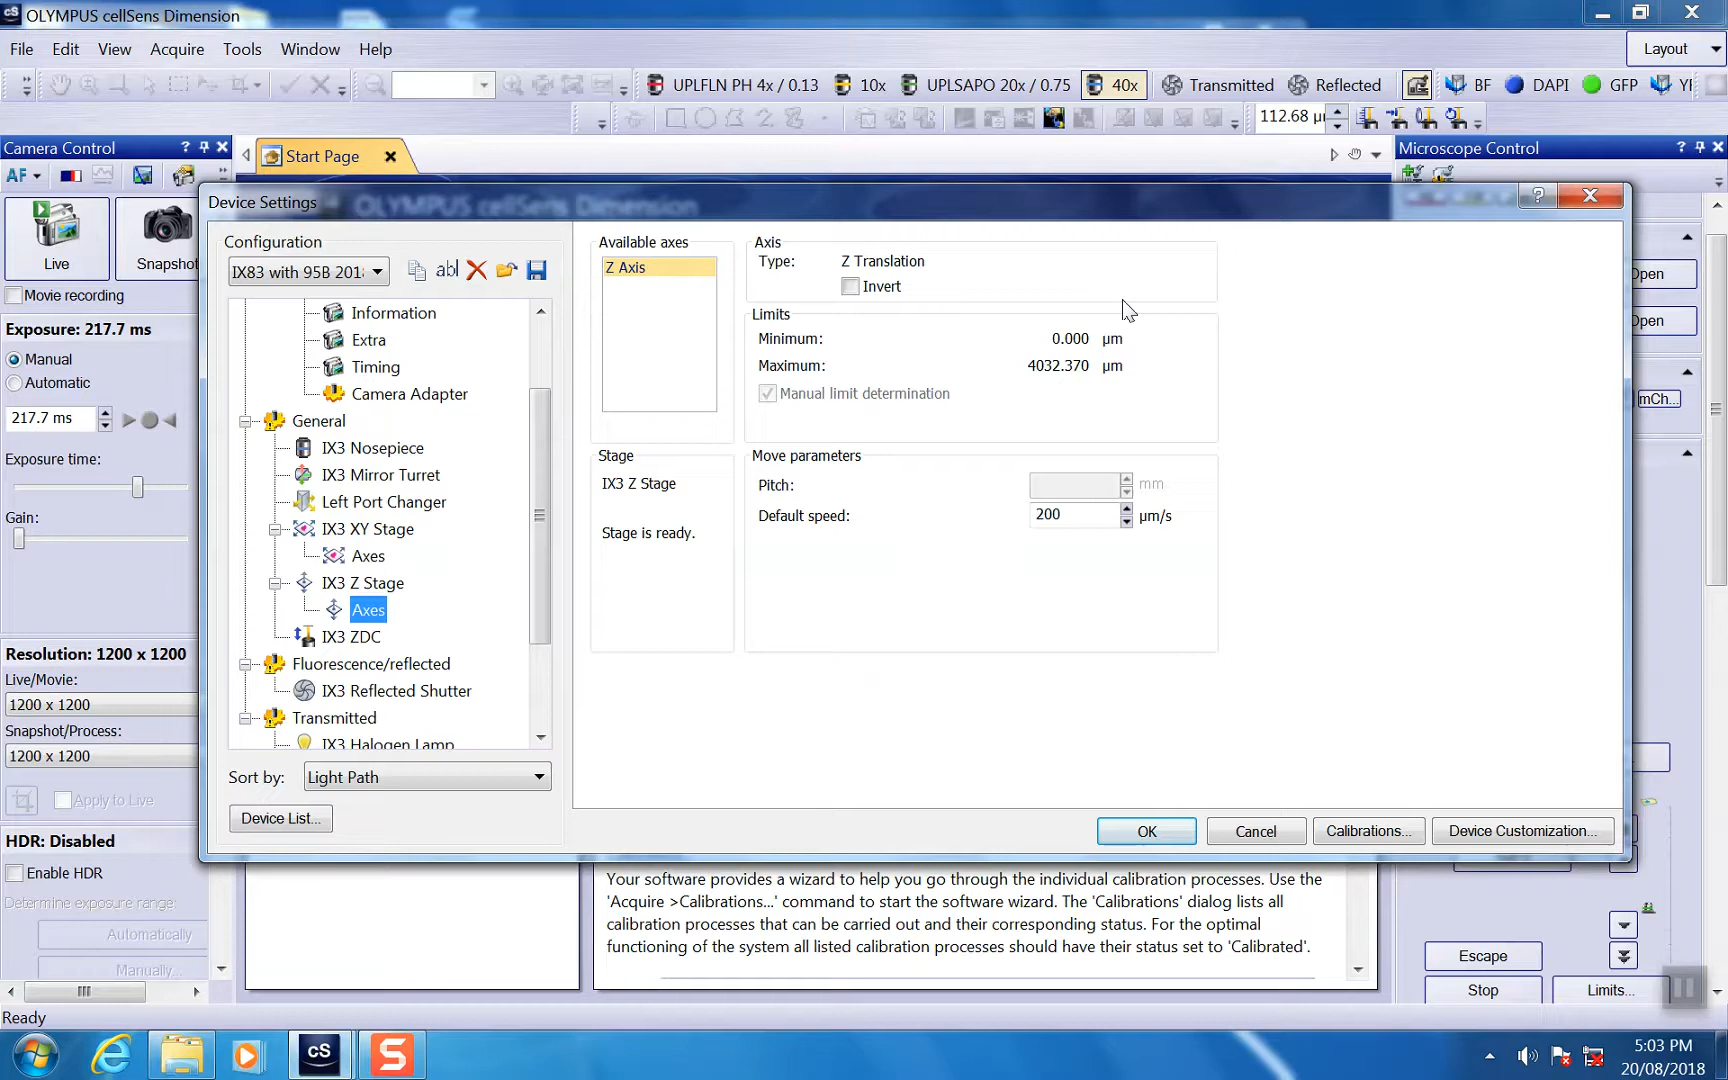 OLYMPUS cellSens Dimension
File Edit View Acquire Tools Window Help
Layout
UPLFLN PH 4x / 0.13 10x UPLSAPO 20x / 0.75 40x Transmitted Reflected BF DAPI GFP
112.68
Camera Control
Start Page
Microscope Control
AF
Live
Snapshot
Movie recording
Exposure: 217.7 ms
Manual
Automatic
217.7 ms
Exposure time:
Gain:
Resolution: 1200 x 1200
Live/Movie:
1200 x 1200
Snapshot/Process:
1200 x 1200
Apply to Live
HDR: Disabled
Enable HDR
Determine exposure range:
Automatically
Manually...
Device Settings
OLYMPUS cellSens Dimension
Configuration
IX83 with 95B 201
abl
Information
Extra
Timing
Camera Adapter
General
IX3 Nosepiece
IX3 Mirror Turret
Left Port Changer
IX3 XY Stage
Axes
IX3 Z Stage
Axes
IX3 ZDC
Fluorescence/reflected
IX3 Reflected Shutter
Transmitted
IX3 Halogen Lamp
Sort by: Light Path
Device List...
Available axes
Z Axis
Stage
IX3 Z Stage
Stage is ready.
Axis
Type: Z Translation
Invert
Limits
Minimum: 0.000 µm
Maximum: 4032.370 µm
Manual limit determination
Move parameters
Pitch: mm
Default speed: 200 µm/s
OK Cancel Calibrations... Device Customization...
Open
Open
mCh...
Your software provides a wizard to help you go through the individual calibration processes. Use the
'Acquire >Calibrations...' command to start the software wizard. The 'Calibrations' dialog lists all
calibration processes that can be carried out and their corresponding status. For the optimal
functioning of the system all listed calibration processes should have their status set to 'Calibrated'.
Escape
Stop Limits...
Ready
cS
S
5:03 PM
20/08/2018